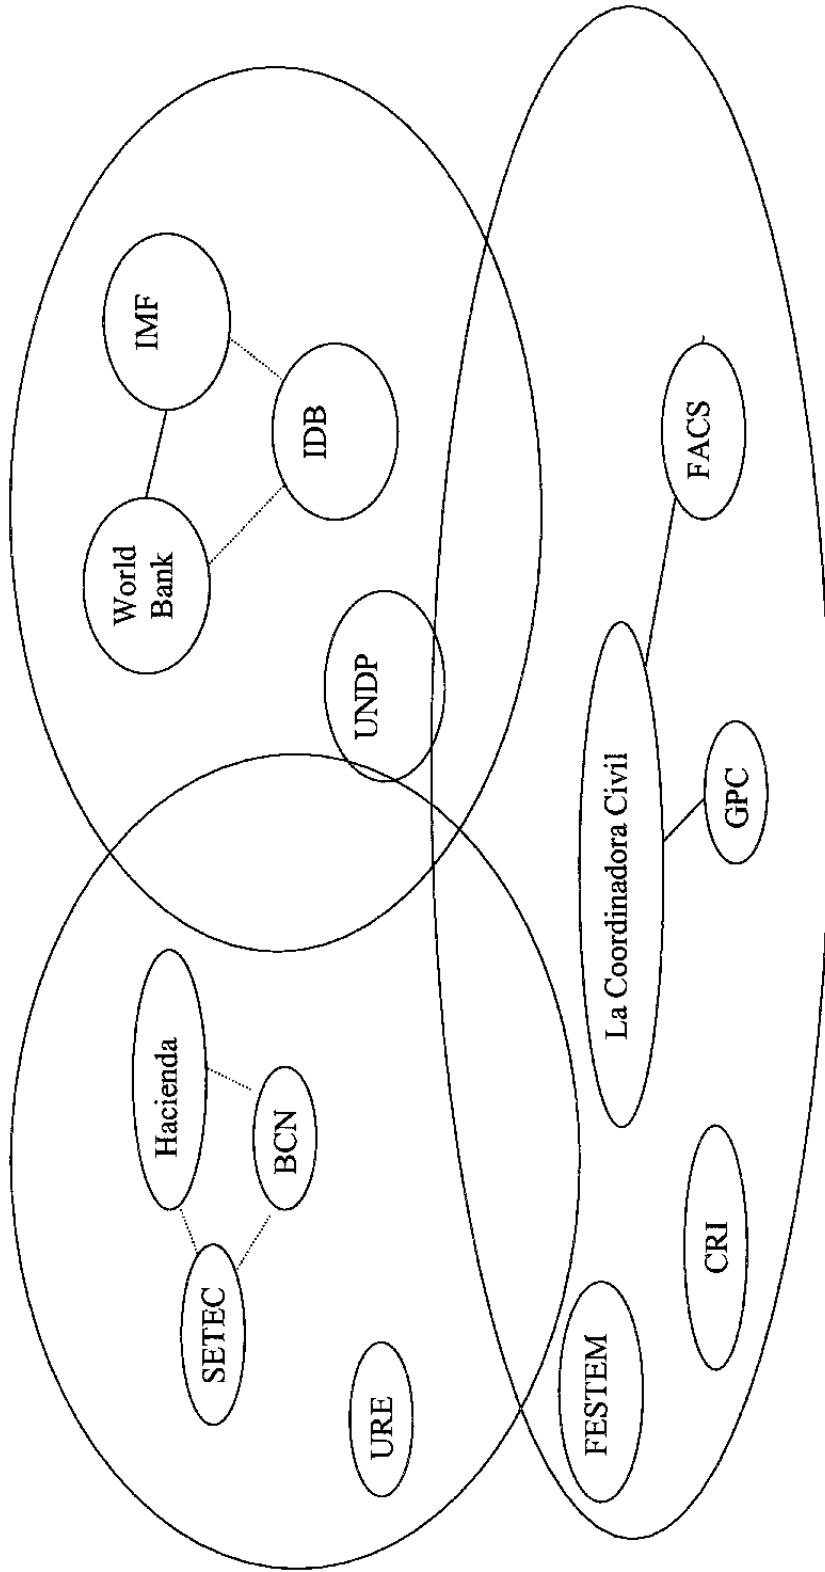 Hacienda
SETEC
BCN
URE
World
Bank
IMF
IDB
UNDP
La Coordinadora Civil
FESTEM
CRI
GPC
FACS